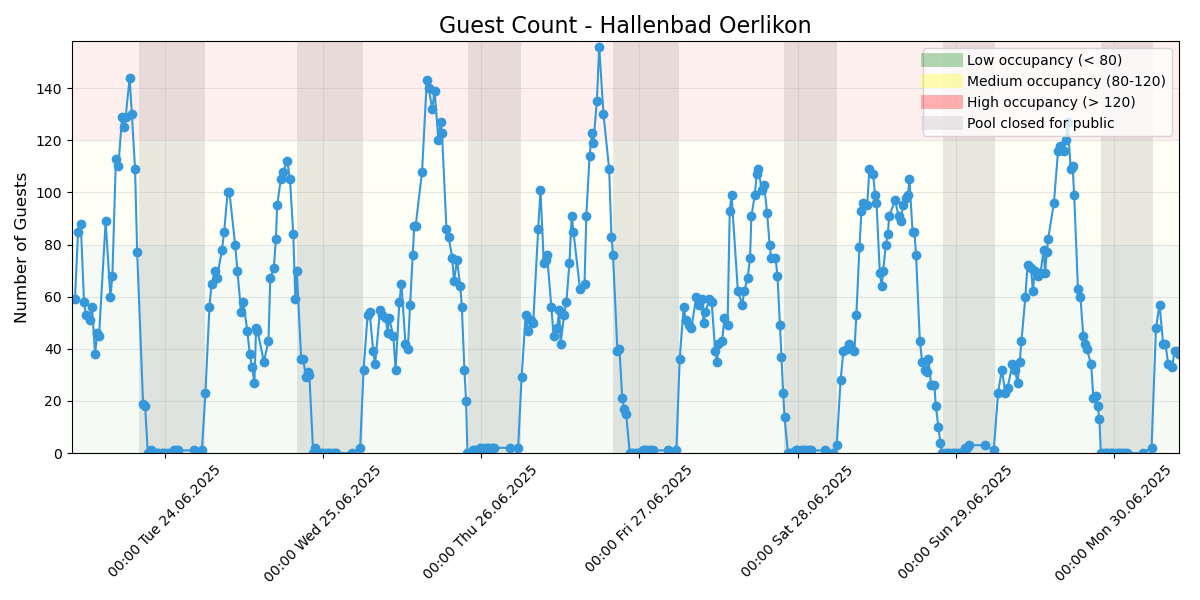 Guest Count - Hallenbad Oerlikon
Low occupancy (< 80)
Medium occupancy (80-120)
High occupancy (> 120)
Pool closed for public
Number of Guests
140
120
100
80
60
40
20
0
00:00 Tue 24.06.2025
00:00 Wed 25.06.2025
00:00 Thu 26.06.2025
00:00 Fri 27.06.2025
00:00 Sat 28.06.2025
00:00 Sun 29.06.2025
00:00 Mon 30.06.2025